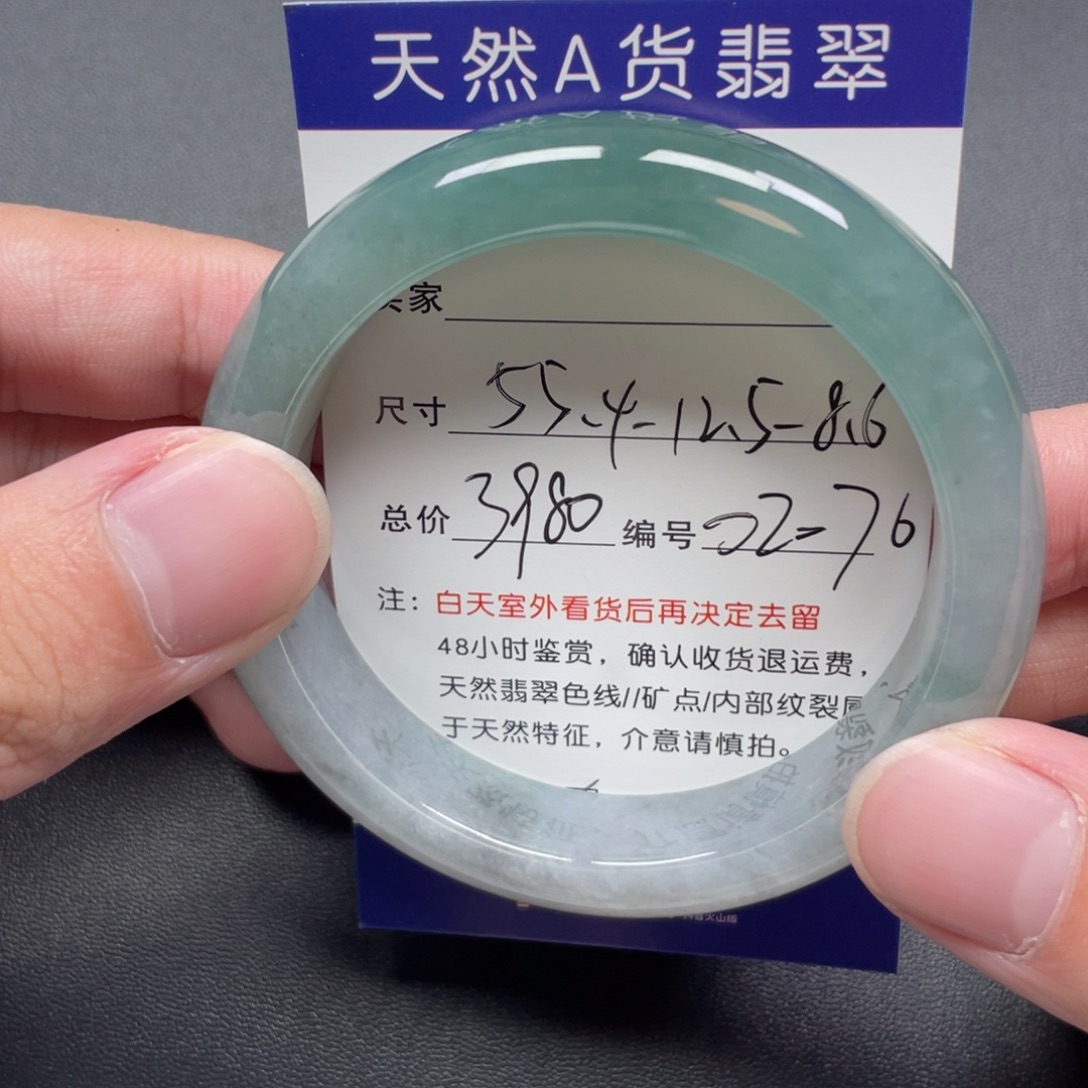 天然A货翡翠
家
尺寸 55.4-12.5-8.6
总价 3980 编号 22-76
注：白天室外看货后再决定去留
48小时鉴赏，确认收货退运费，
天然翡翠色线//矿点/内部纹裂属
于天然特征，介意请慎拍。
火山版